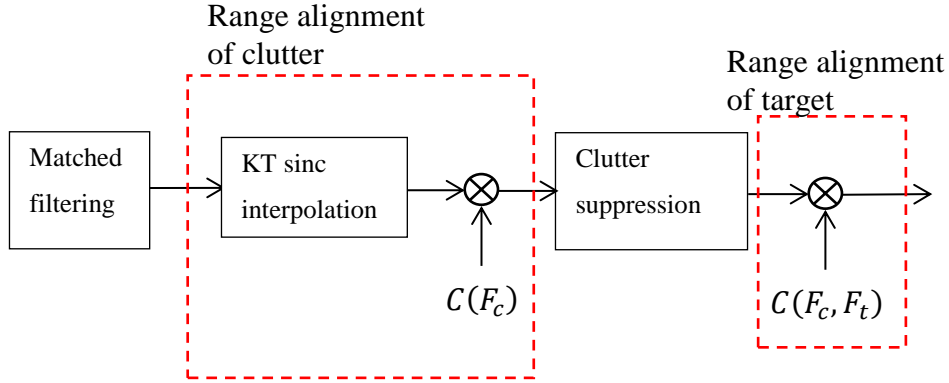 Range alignment
of clutter
Range alignment
of target
Matched
filtering
KT sinc
interpolation
Clutter
suppression
C(F_c)
C(F_c, F_t)